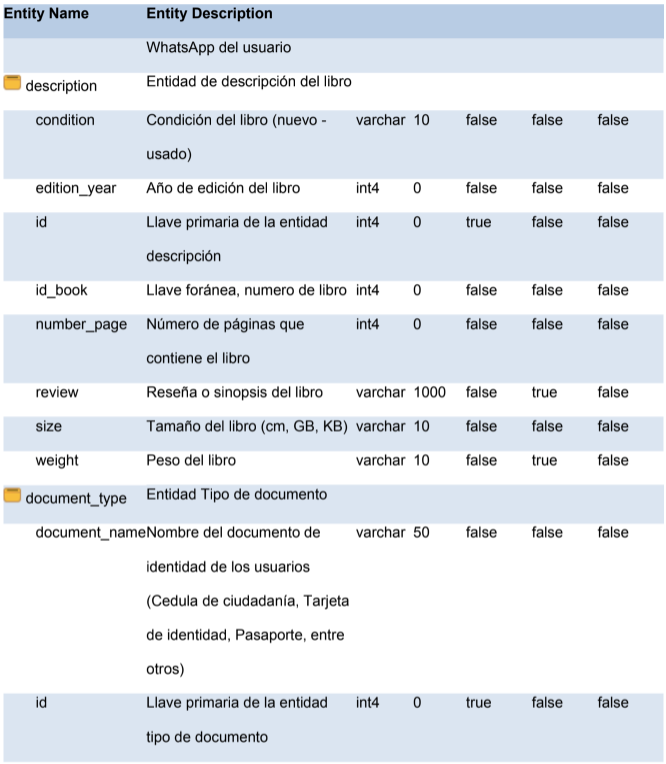 Entity Name Entity Description
WhatsApp del usuario
description Entidad de descripción del libro
condition Condición del libro (nuevo - varchar 10 false false false
usado)
edition_year Año de edición del libro int4 0 false false false
id Llave primaria de la entidad int4 0 true false false
descripción
id_book Llave foránea, numero de libro int4 0 false false false
number_page Número de páginas que int4 0 false false false
contiene el libro
review Reseña o sinopsis del libro varchar 1000 false true false
size Tamaño del libro (cm, GB, KB) varchar 10 false false false
weight Peso del libro varchar 10 false true false
document_type Entidad Tipo de documento
document_name Nombre del documento de varchar 50 false false false
identidad de los usuarios
(Cedula de ciudadanía, Tarjeta
de identidad, Pasaporte, entre
otros)
id Llave primaria de la entidad int4 0 true false false
tipo de documento